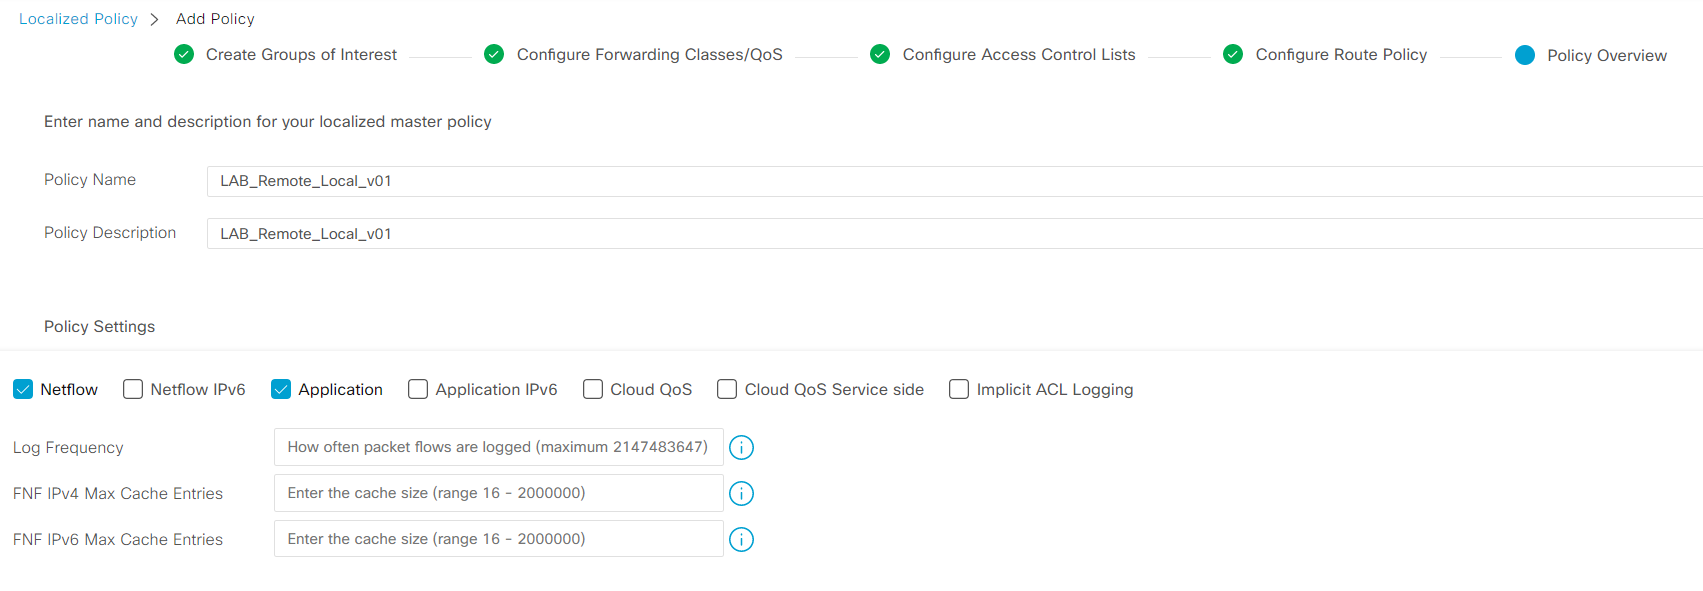 Localized Policy > Add Policy
Create Groups of Interest Configure Forwarding Classes/QoS Configure Access Control Lists Configure Route Policy Policy Overview
Enter name and description for your localized master policy
Policy Name LAB_Remote_Local_v01
Policy Description LAB_Remote_Local_v01
Policy Settings
Netflow Netflow IPv6 Application Application IPv6 Cloud QoS Cloud QoS Service side Implicit ACL Logging
Log Frequency How often packet flows are logged (maximum 2147483647)
FNF IPv4 Max Cache Entries Enter the cache size (range 16 - 2000000)
FNF IPv6 Max Cache Entries Enter the cache size (range 16 - 2000000)